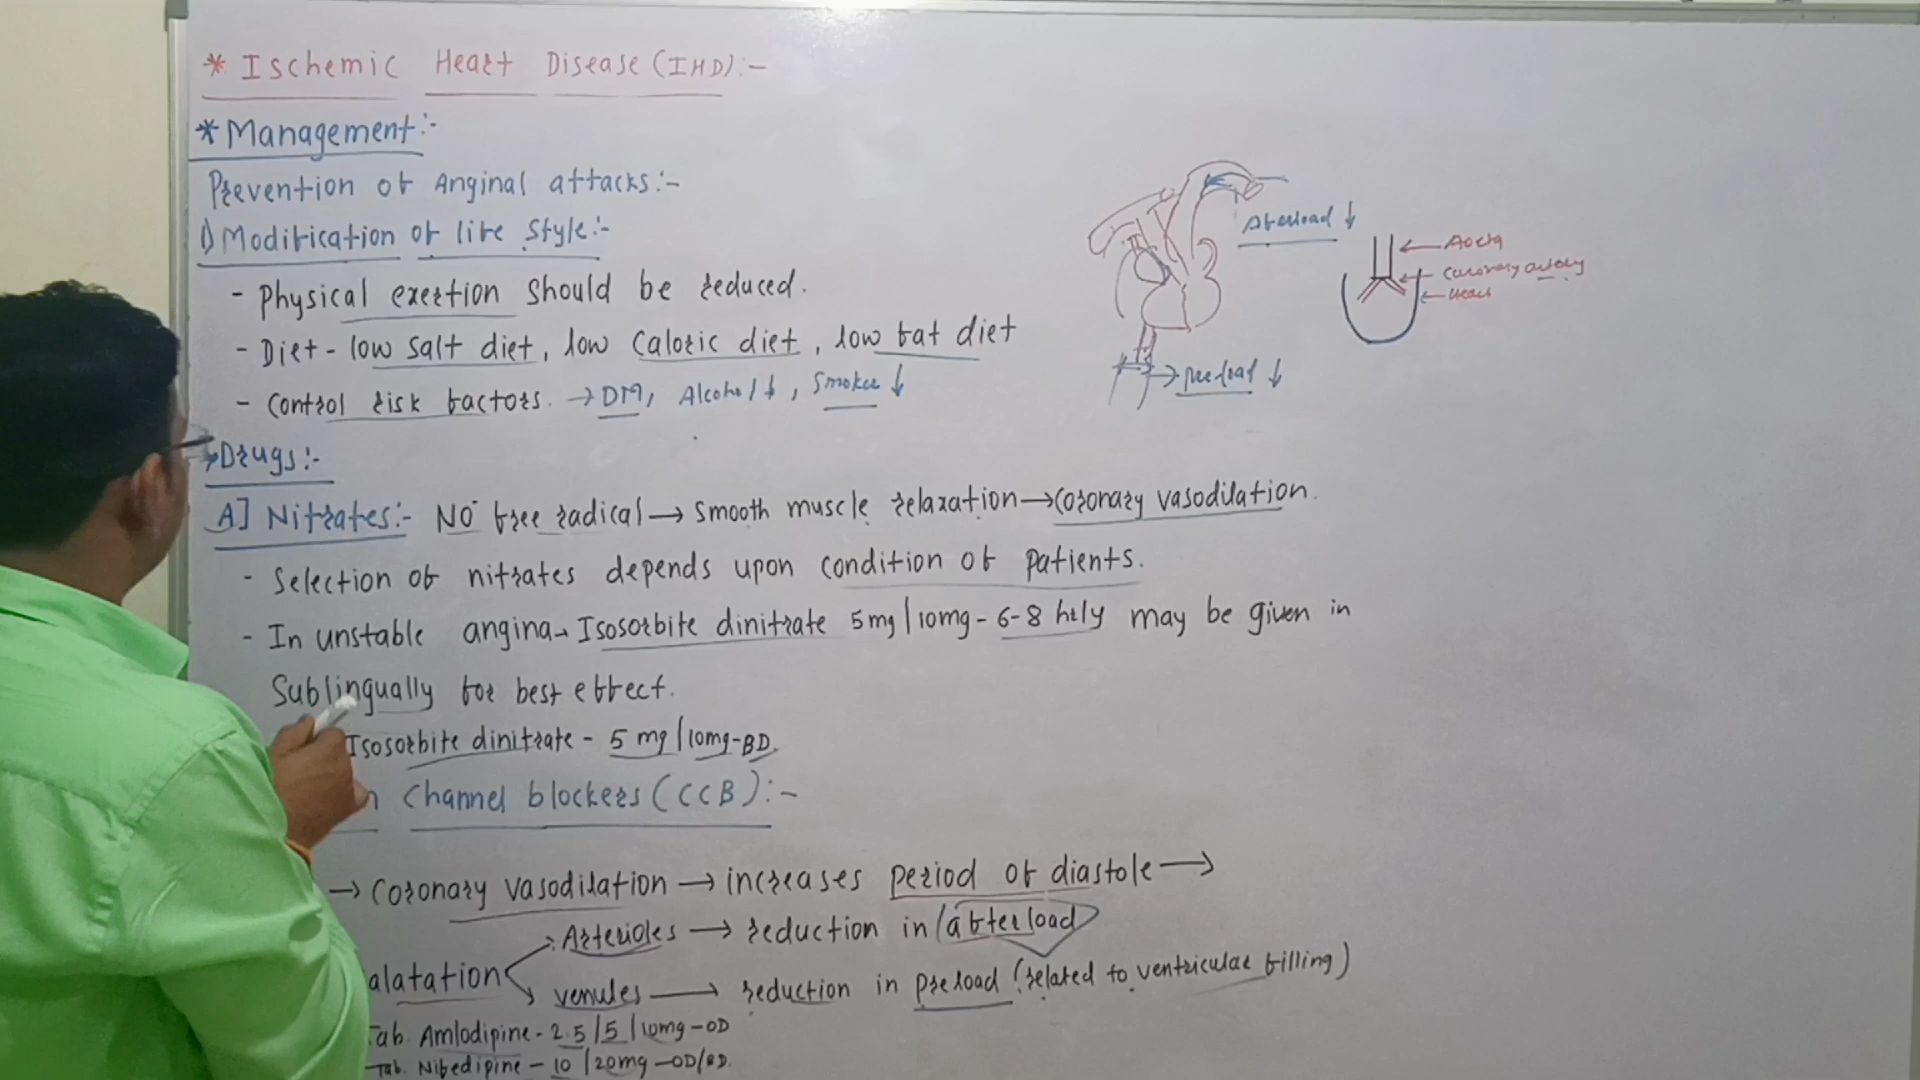 * Ischemic Heart Disease (IHD):-
* Management:-
Prevention of Anginal attacks:-
1) Modification of life style:-
- Physical exertion should be reduced.
- Diet - low salt diet, low caloric diet, low fat diet
- Control risk factors. → DM, Alcohol ↓, Smoker ↓
→Drugs:-
A] Nitrates:- NO free radical → Smooth muscle relaxation → Coronary vasodilation.
- Selection of nitrates depends upon condition of patients.
- In unstable angina → Isosorbite dinitrate 5mg/10mg - 6-8 hrly may be given in
Sublingually for best effect.
Isosorbite dinitrate - 5 mg/10mg-BD
Channel blockers (CCB):-
→ Coronary vasodilation → increases period of diastole →
alatation
Arterioles → reduction in (afterload)
venules → reduction in preload (related to ventricular filling)
Tab. Amlodipine - 2.5/5/10mg - OD
Tab. Nifedipine - 10/20mg - OD/BD.
Afterload ↓
preload ↓
← Aorta
← Coronary artery
← Heart